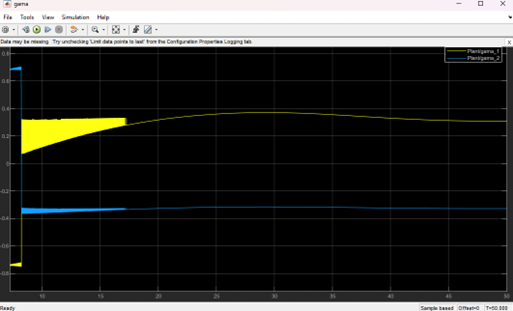 gama
File Tools View Simulation Help
Data may be missing. Try unchecking 'Limit data points to last' from the Configuration Properties Logging tab.
Plant/gama_1
Plant/gama_2
0.8
0.6
0.4
0.2
0
-0.2
-0.4
-0.6
-0.8
10 15 20 25 30 35 40 45 50
Ready
Sample based Offset=0 T=50.000